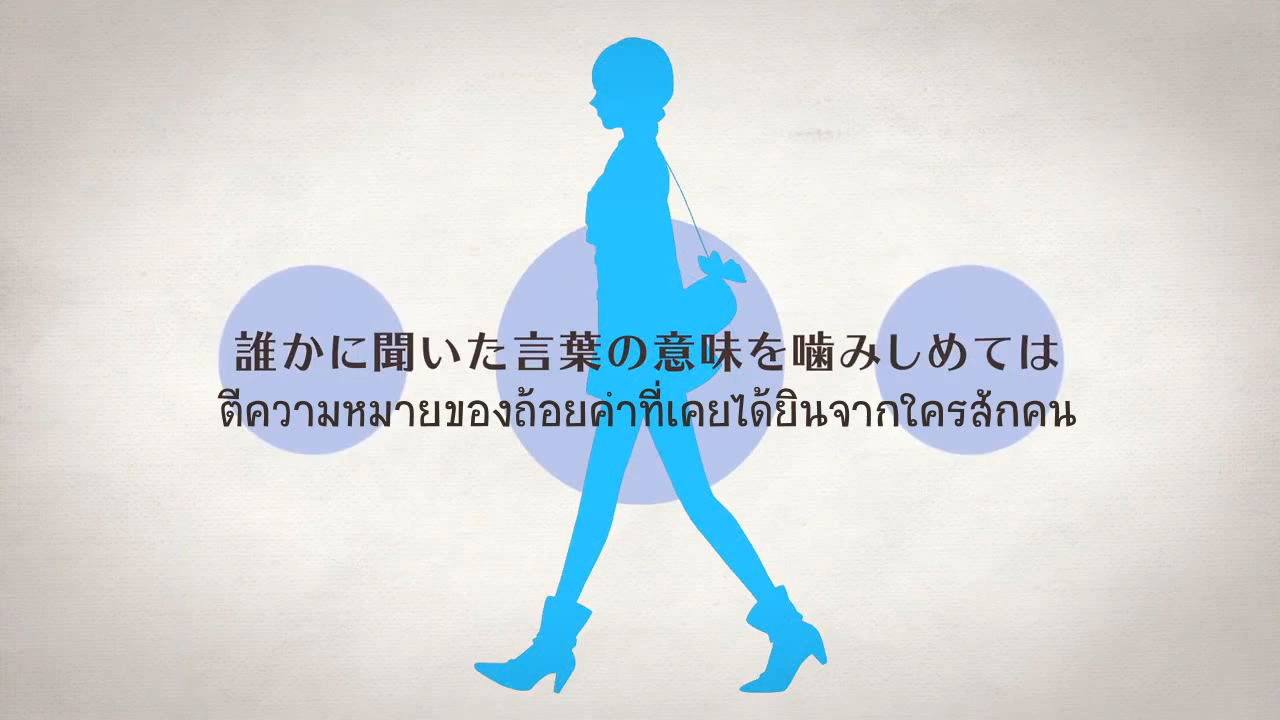 誰かに聞いた言葉の意味を噛みしめては
ตีความหมายของถ้อยคำที่เคยได้ยินจากใครสักคน